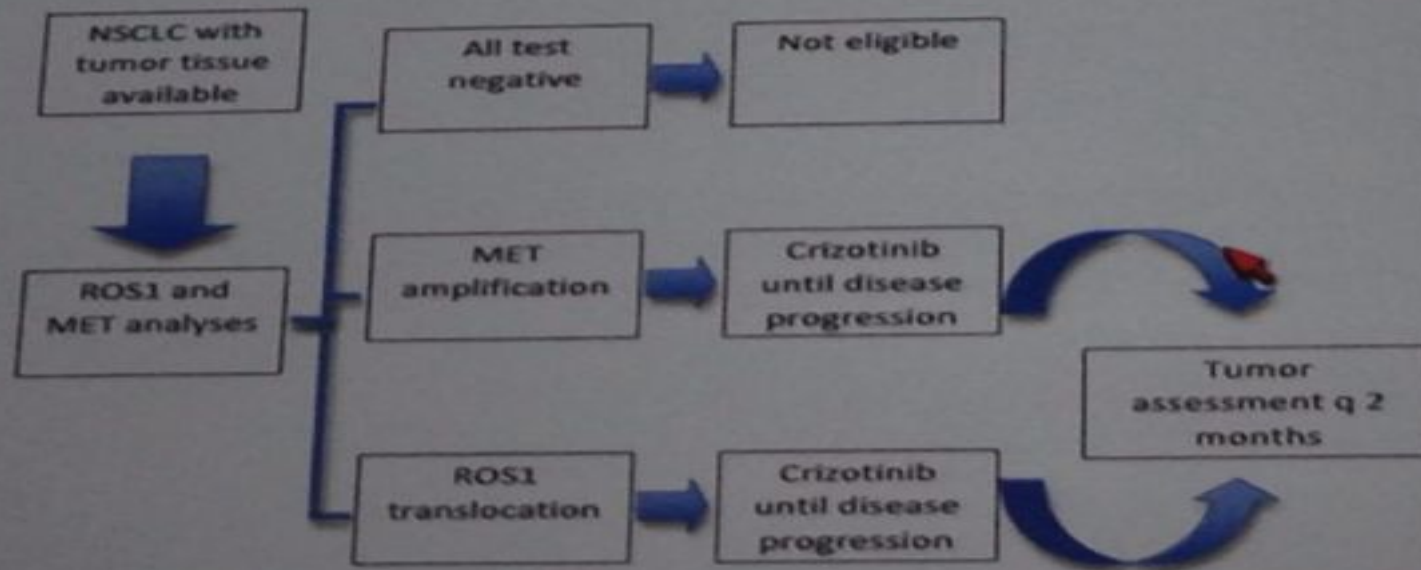 NSCLC with
tumor tissue
available
All test
negative
Not eligible
ROS1 and
MET analyses
MET
amplification
Crizotinib
until disease
progression
Tumor
assessment q 2
months
ROS1
translocation
Crizotinib
until disease
progression